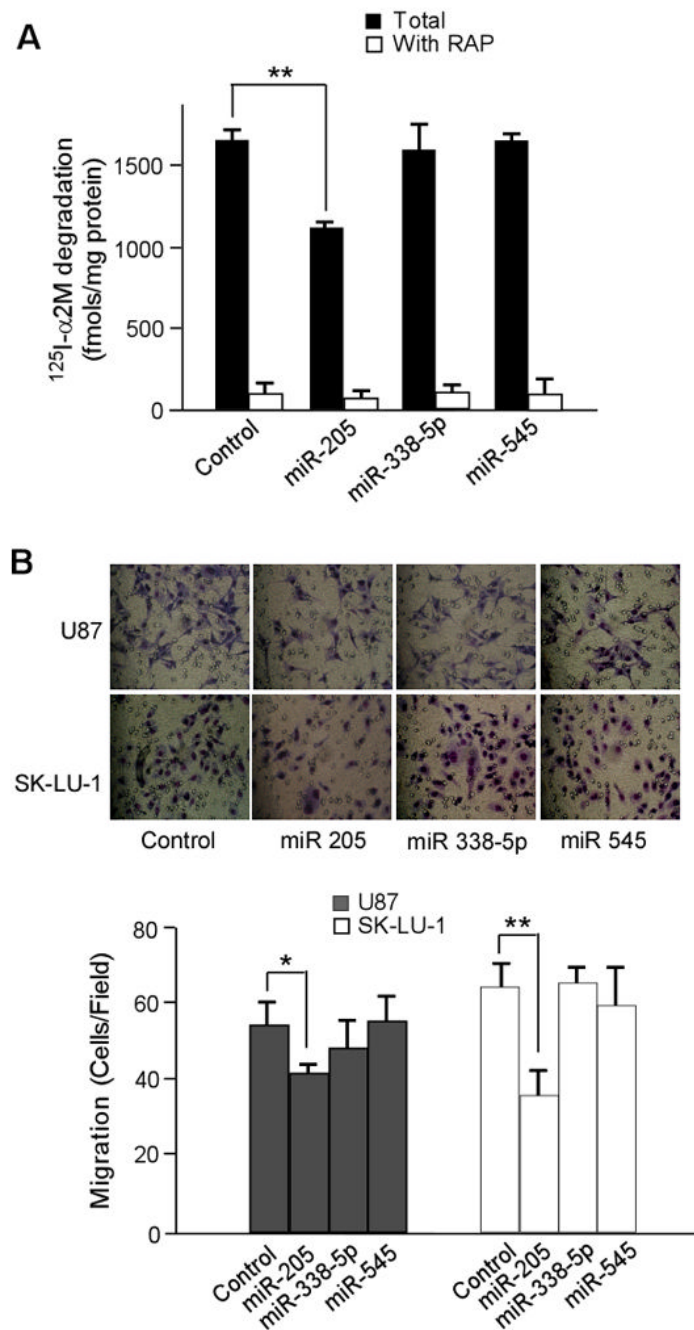 A
Total
With RAP
**
¹²⁵I-α2M degradation
(fmols/mg protein)
1500
1000
500
0
Control
miR-205
miR-338-5p
miR-545
B
U87
SK-LU-1
Control
miR 205
miR 338-5p
miR 545
U87
SK-LU-1
Migration (Cells/Field)
80
60
40
20
0
*
**
Control
miR-205
miR-338-5p
miR-545
Control
miR-205
miR-338-5p
miR-545